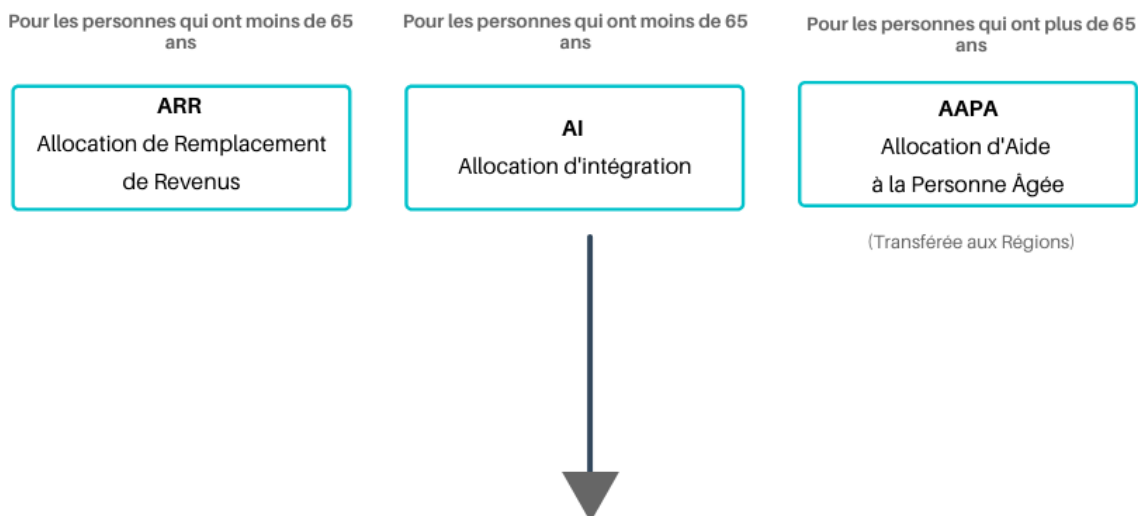 Pour les personnes qui ont moins de 65
ans
ARR
Allocation de Remplacement
de Revenus
Pour les personnes qui ont moins de 65
ans
AI
Allocation d'intégration
Pour les personnes qui ont plus de 65
ans
AAPA
Allocation d'Aide
à la Personne Âgée
(Transférée aux Régions)